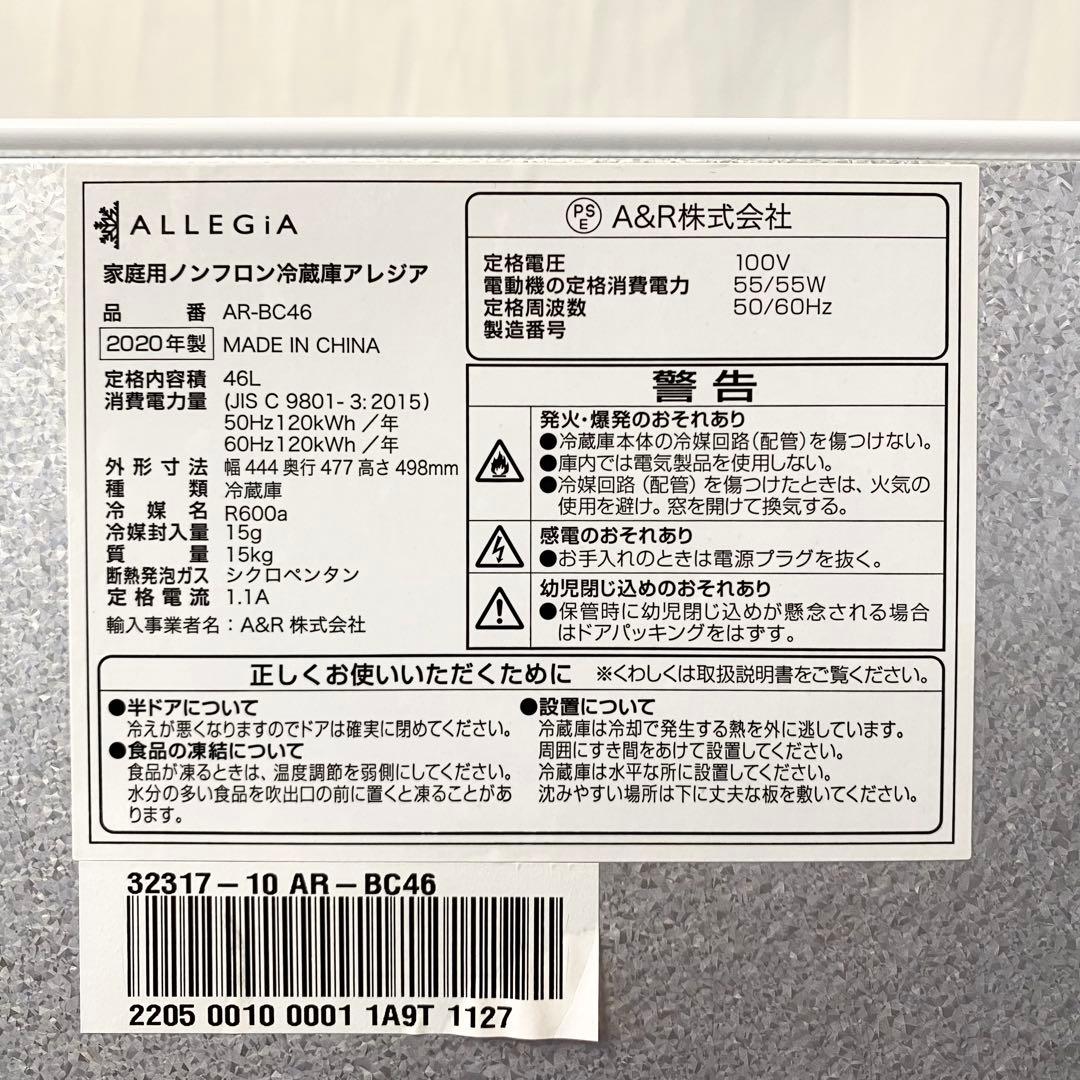 ALLEGiA
家庭用ノンフロン冷蔵庫アレジア
品番 AR-BC46
2020年製 MADE IN CHINA
定格内容積 46L
消費電力量 (JIS C 9801-3:2015)
50Hz120kWh/年
60Hz120kWh/年
外形寸法 幅444奥行477高さ498mm
種類 冷蔵庫
冷媒名 R600a
冷媒封入量 15g
質量 15kg
断熱発泡ガス シクロペンタン
定格電流 1.1A
輸入事業者名:A&R株式会社
PSE A&R株式会社
定格電圧 100V
電動機の定格消費電力 55/55W
定格周波数 50/60Hz
製造番号
警告
発火・爆発のおそれあり
●冷蔵庫本体の冷媒回路(配管)を傷つけない。
●庫内では電気製品を使用しない。
●冷媒回路(配管)を傷つけたときは、火気の
使用を避け。窓を開けて換気する。
感電のおそれあり
●お手入れのときは電源プラグを抜く。
幼児閉じ込めのおそれあり
●保管時に幼児閉じ込めが懸念される場合
はドアパッキングをはずす。
正しくお使いいただくために ※くわしくは取扱説明書をご覧ください。
●半ドアについて
冷えが悪くなりますのでドアは確実に閉めてください。
●食品の凍結について
食品が凍るときは、温度調節を弱側にしてください。
水分の多い食品を吹出口の前に置くと凍ることがあ
ります。
●設置について
冷蔵庫は冷却で発生する熱を外に逃しています。
周囲にすき間をあけて設置してください。
冷蔵庫は水平な所に設置してください。
沈みやすい場所は下に丈夫な板を敷いてください。
32317-10 AR-BC46
2205 0010 0001 1A9T 1127